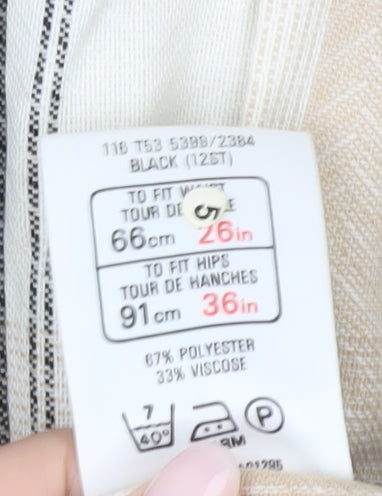 116 T53 5399/2384
BLACK (12ST)
TO FIT
TOUR DE
5
66cm 26in
TO FIT HIPS
TOUR DE HANCHES
91cm 36in
67% POLYESTER
33% VISCOSE
7
40° P